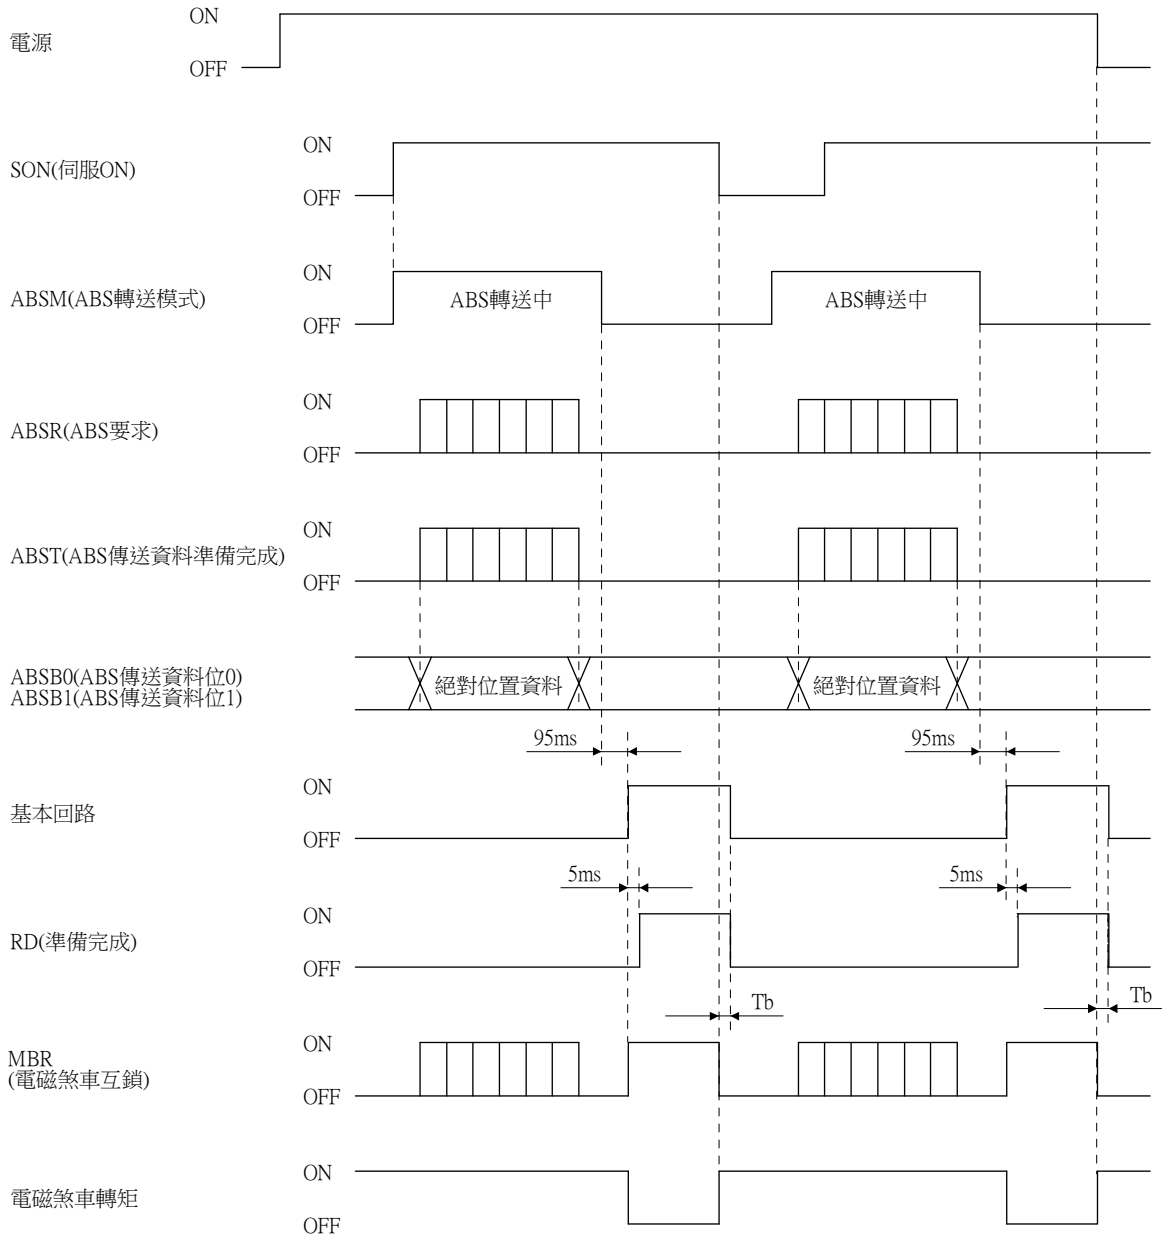 ON
電源
OFF
ON
SON(伺服ON)
OFF
ON
ABSM(ABS轉送模式)
ABS轉送中
ABS轉送中
OFF
ON
ABSR(ABS要求)
OFF
ON
ABST(ABS傳送資料準備完成)
OFF
ABSB0(ABS傳送資料位0)
ABSB1(ABS傳送資料位1)
絕對位置資料
絕對位置資料
95ms
95ms
ON
基本回路
OFF
5ms
5ms
ON
RD(準備完成)
OFF
Tb
Tb
ON
MBR
(電磁煞車互鎖)
OFF
ON
電磁煞車轉矩
OFF